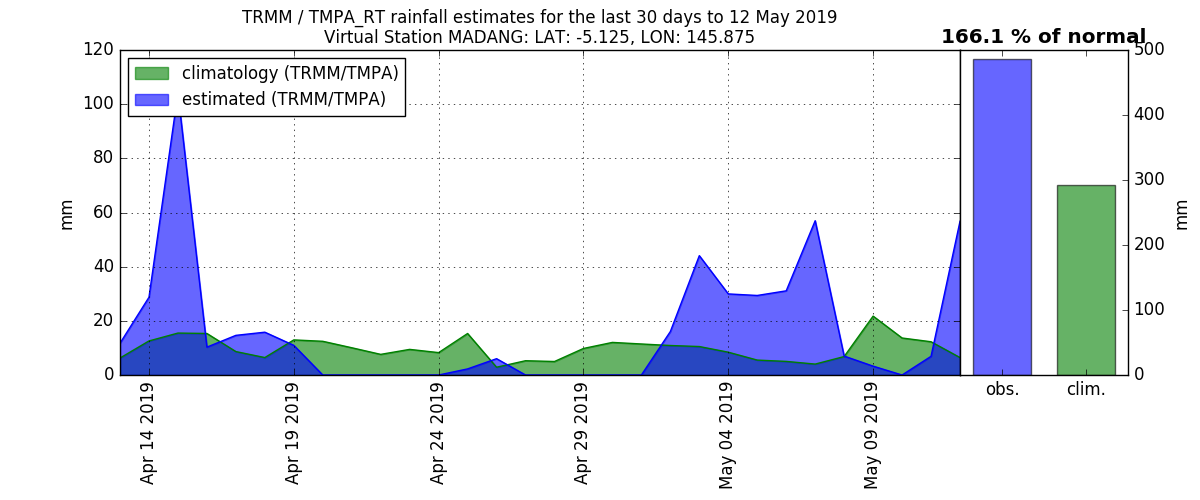 TRMM / TMPA_RT rainfall estimates for the last 30 days to 12 May 2019
Virtual Station MADANG: LAT: -5.125, LON: 145.875
166.1 % of normal
climatology (TRMM/TMPA)
estimated (TRMM/TMPA)
120
100
80
60
40
20
0
mm
Apr 14 2019
Apr 19 2019
Apr 24 2019
Apr 29 2019
May 04 2019
May 09 2019
500
400
300
200
100
0
mm
obs.
clim.